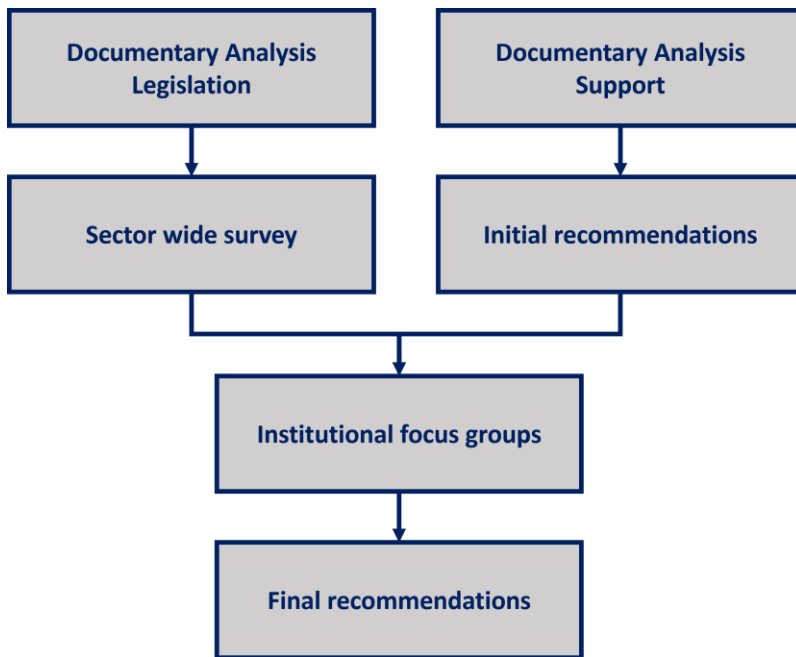 Documentary Analysis
Legislation
Documentary Analysis
Support
Sector wide survey
Initial recommendations
Institutional focus groups
Final recommendations